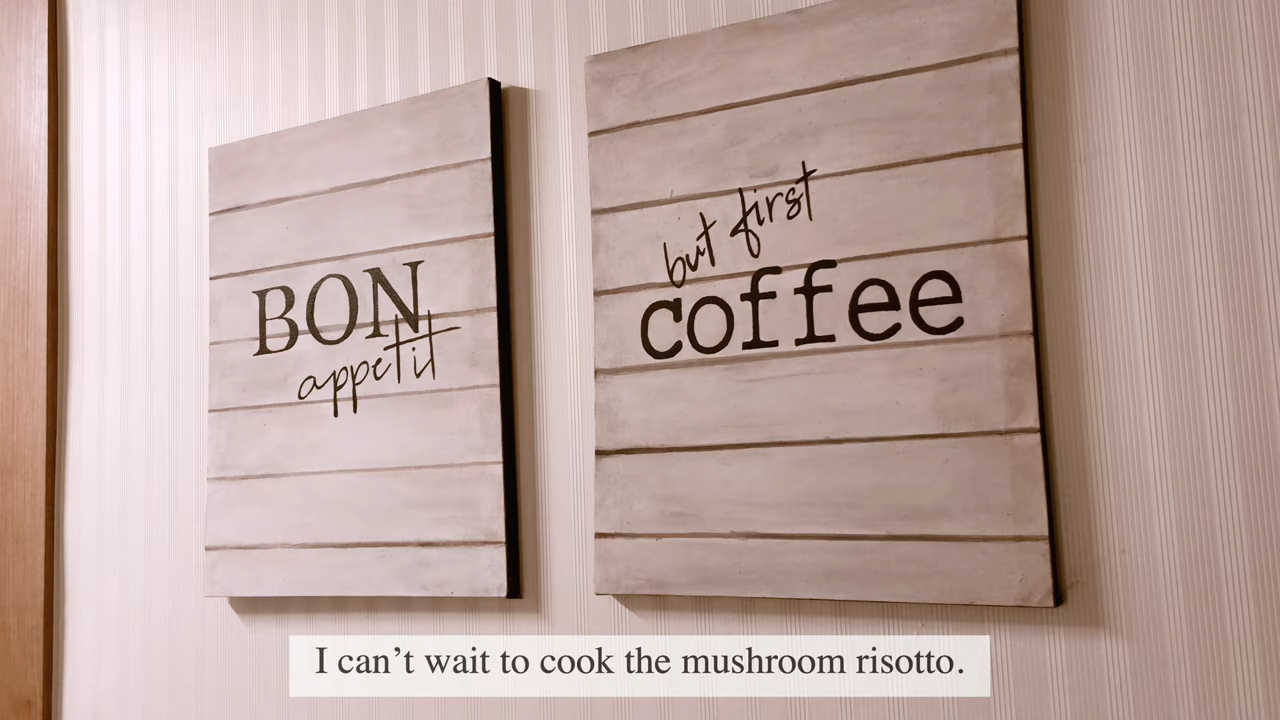 BON
appetit
but first
coffee
I can’t wait to cook the mushroom risotto.